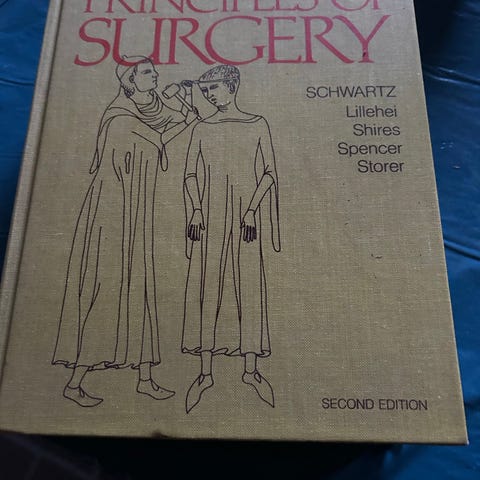 PRINCIPLES OF
SURGERY
SCHWARTZ
Lillehei
Shires
Spencer
Storer
SECOND EDITION